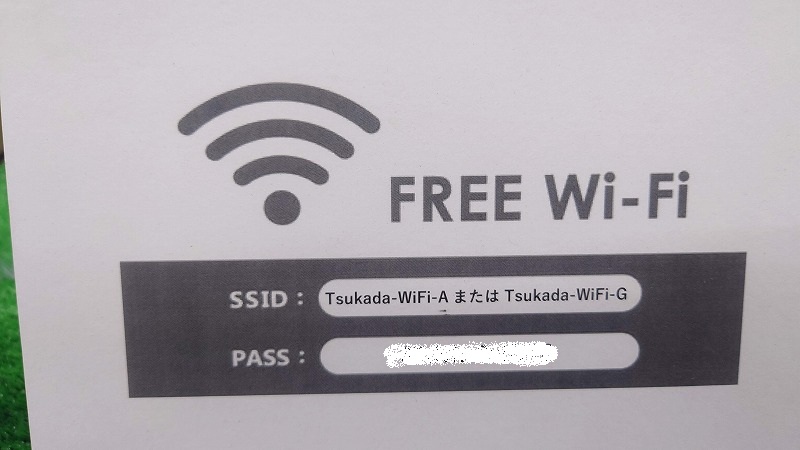 FREE Wi-Fi
SSID : Tsukada-WiFi-A または Tsukada-WiFi-G
PASS :